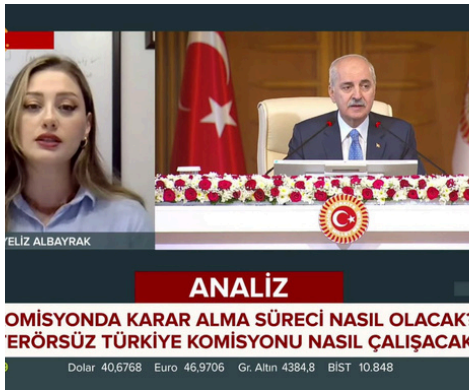 YELİZ ALBAYRAK
ANALİZ
OMİSYONDA KARAR ALMA SÜRECİ NASIL OLACAK?
TERÖRSÜZ TÜRKİYE KOMİSYONU NASIL ÇALIŞACAK
Dolar 40,6768 Euro 46,9706 Gr. Altın 4384,8 BİST 10.848